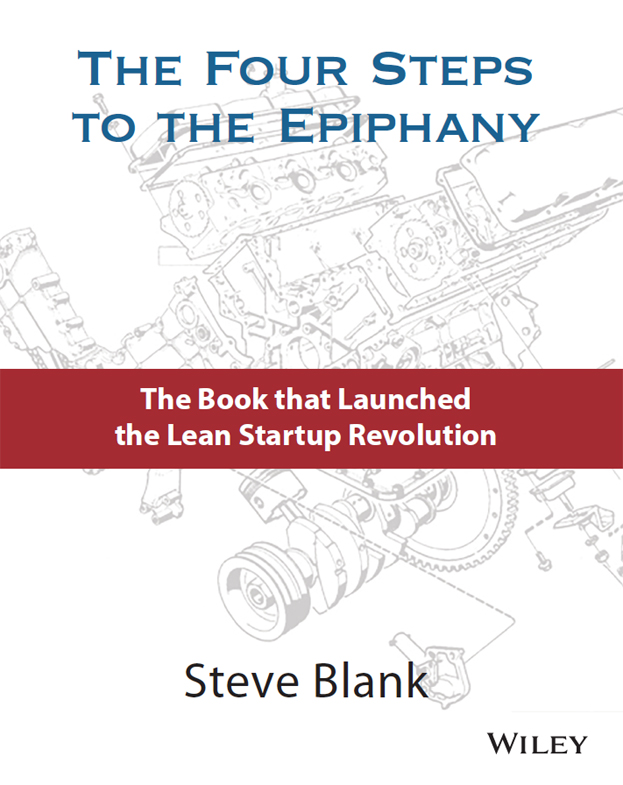 THE FOUR STEPS
TO THE EPIPHANY
The Book that Launched
the Lean Startup Revolution
Steve Blank
WILEY